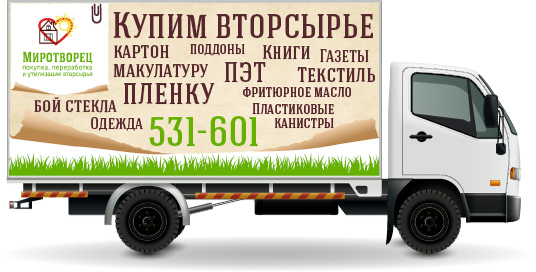 Миротворец
покупка, переработка
и утилизация вторсырья
Купим вторсырье
картон поддоны Книги Газеты
макулатуру ПЭТ Текстиль
пленку фритюрное масло
бой стекла Пластиковые
Одежда 531-601 канистры